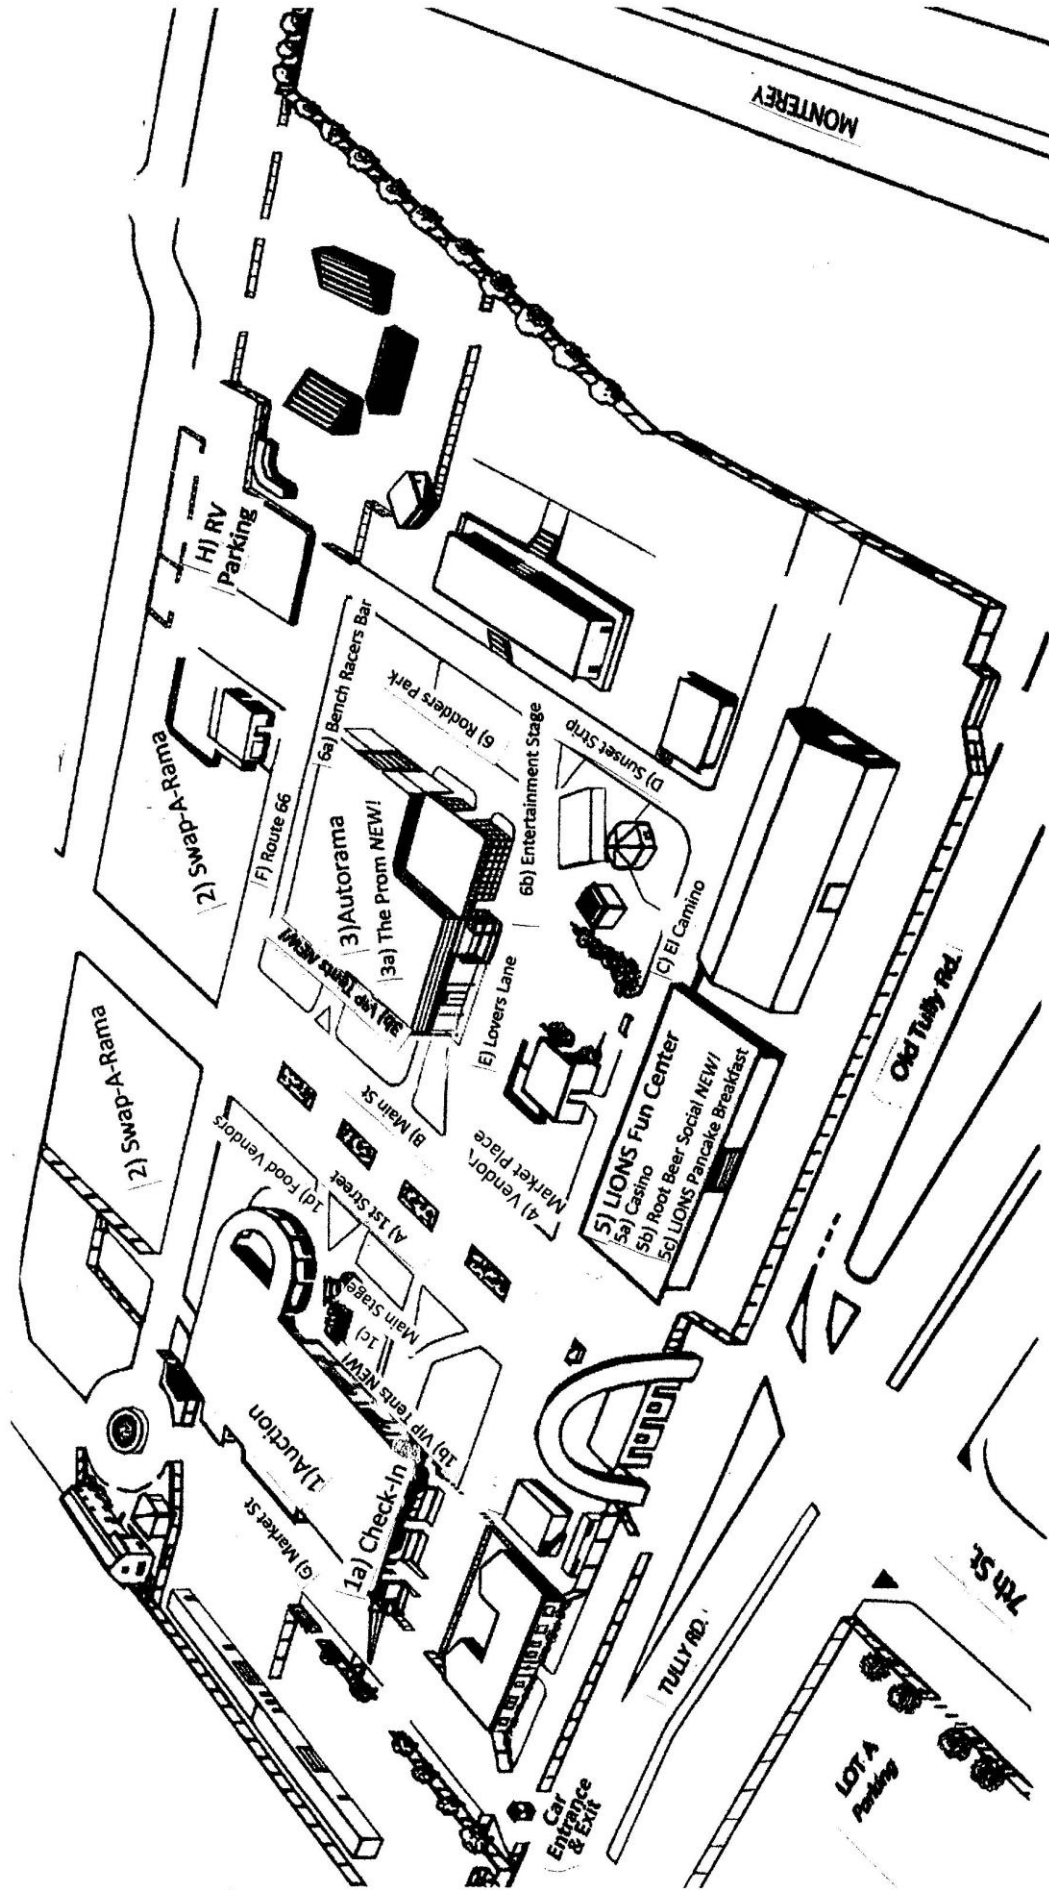 MONTEREY
H) RV
Parking
2) Swap-A-Rama
F) Route 66
6a) Bench Racers Bar
6) Rodders Park
3)Autorama
3a) The Prom NEW!
3b) VIP Tents NEW!!
6b) Entertainment Stage
D) Sunset Strip
E) Lovers Lane
C) El Camino
2) Swap-A-Rama
B) Main St
1d) Food Vendors
A) 1st Street
4) Vendor
Market Place
5) LIONS Fun Center
5a) Casino
5b) Root Beer Social NEW!
5c) LIONS Pancake Breakfast
Old Tully Rd.
1c)
Main Stage
1b) VIP Tents NEW!
1)Auction
1a) Check-In
G) Market St
Car
Entrance
& Exit
TULLY RD.
7th St.
LOT A
Parking